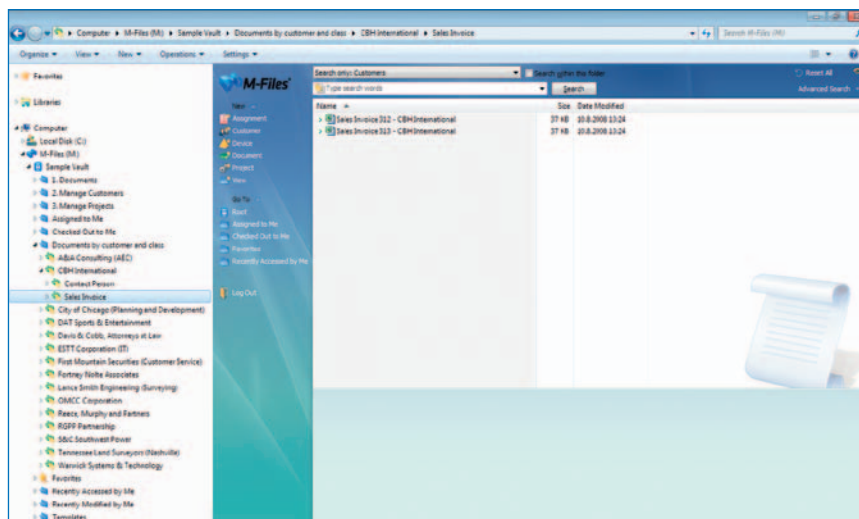 Computer ▸ M-Files (M:) ▸ Sample Vault ▸ Documents by customer and class ▸ CBH International ▸ Sales Invoice
Search M-Files (M:)
Organize View New Operations Settings
Favorites
Libraries
Computer
Local Disk (C:)
M-Files (M:)
Sample Vault
1. Documents
2. Manage Customers
3. Manage Projects
Assigned to Me
Checked Out to Me
Documents by customer and class
A&A Consulting (AEC)
CBH International
Contact Person
Sales Invoice
City of Chicago (Planning and Development)
DAT Sports & Entertainment
Davis & Cobb, Attorneys at Law
ESTT Corporation (IT)
First Mountain Securities (Customer Service)
Fortney Nolte Associates
Lance Smith Engineering (Surveying)
OMCC Corporation
Reece, Murphy and Partners
RGPP Partnership
S&C Southwest Power
Tennessee Land Surveyors (Nashville)
Warwick Systems & Technology
Favorites
Recently Accessed by Me
Recently Modified by Me
Templates
M-Files
New
Assignment
Customer
Device
Document
Project
View
Go To
Root
Assigned to Me
Checked Out to Me
Favorites
Recently Accessed by Me
Log Out
Search only: Customers
Search within this folder
Reset All
Type search words
Search
Advanced Search
Name Size Date Modified
Sales Invoice 312 - CBH International 37 KB 10.8.2008 13:24
Sales Invoice 313 - CBH International 37 KB 10.8.2008 13:24